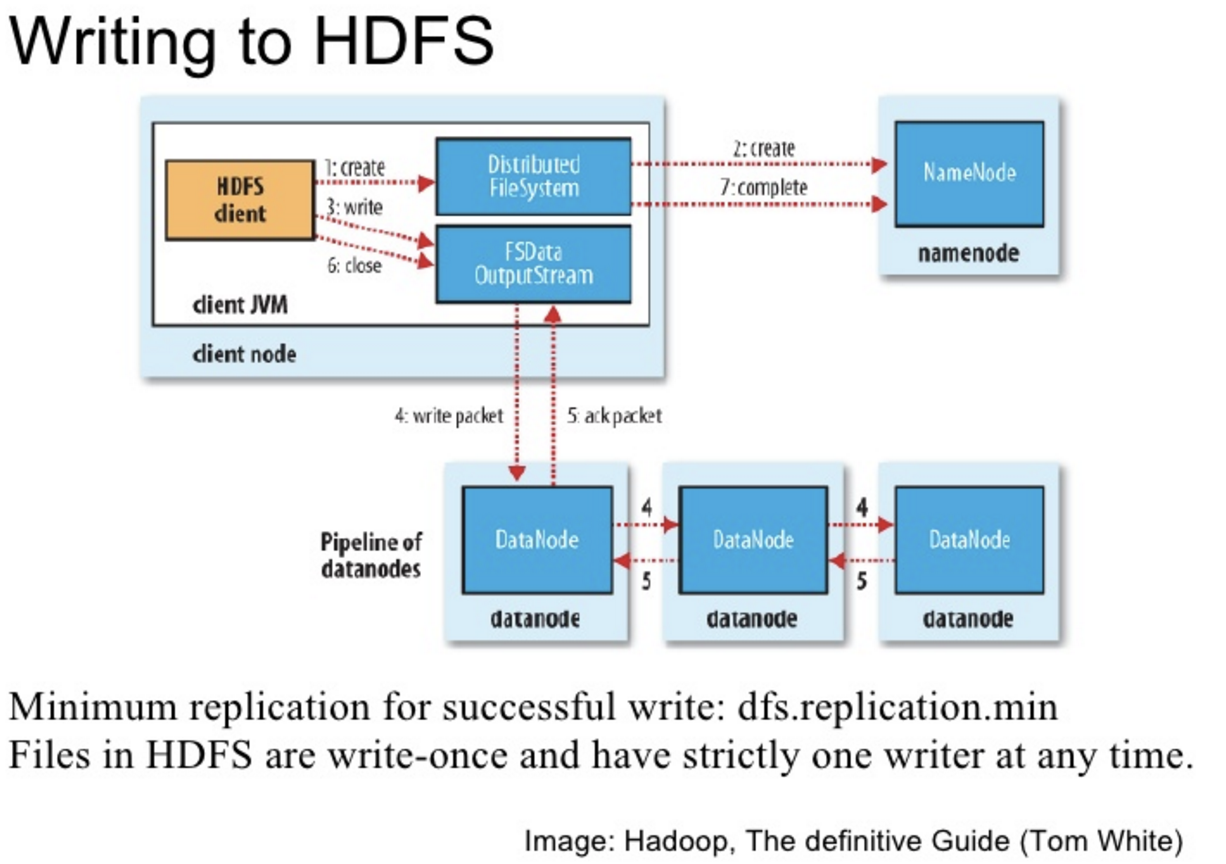 Writing to HDFS
1: create
Distributed
FileSystem
2: create
7: complete
NameNode
namenode
HDFS
client
3: write
6: close
FSData
OutputStream
client JVM
client node
4: write packet
5: ack packet
Pipeline of
datanodes
DataNode
4
5
DataNode
4
5
DataNode
datanode
datanode
datanode
Minimum replication for successful write: dfs.replication.min
Files in HDFS are write-once and have strictly one writer at any time.
Image: Hadoop, The definitive Guide (Tom White)